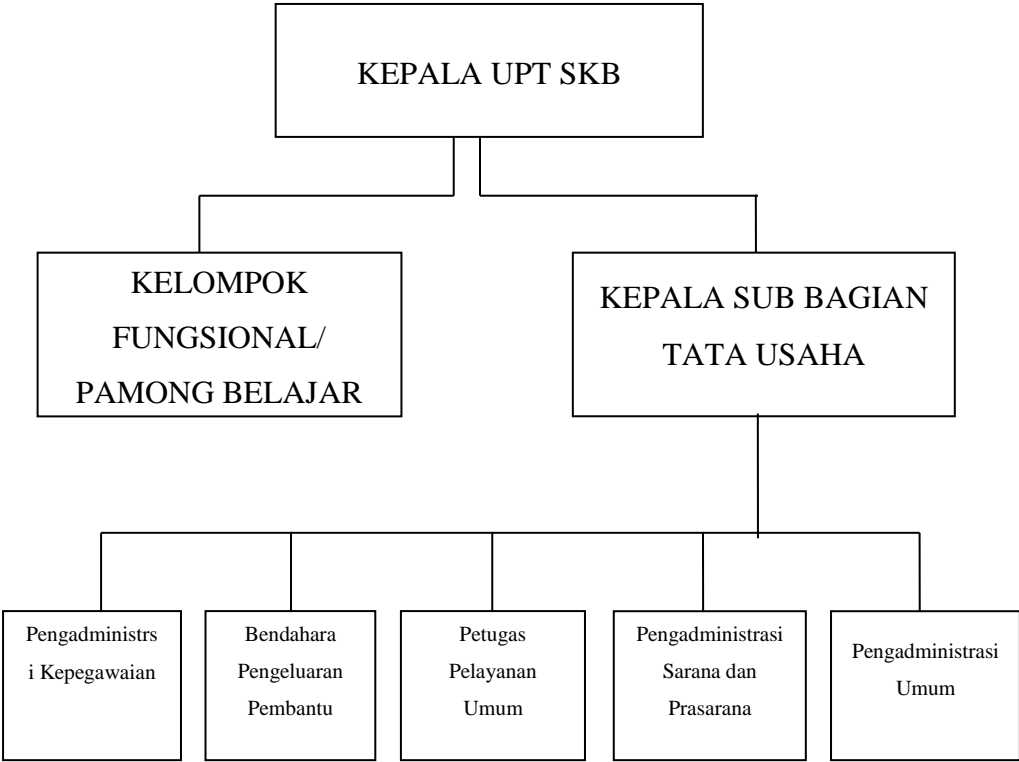 KEPALA UPT SKB
KELOMPOK
FUNGSIONAL/
PAMONG BELAJAR
KEPALA SUB BAGIAN
TATA USAHA
Pengadministrs
i Kepegawaian
Bendahara
Pengeluaran
Pembantu
Petugas
Pelayanan
Umum
Pengadministrasi
Sarana dan
Prasarana
Pengadministrasi
Umum